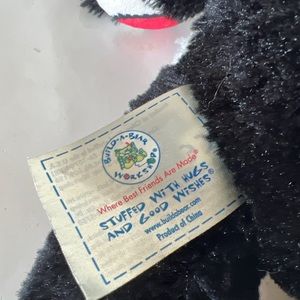 BUILD-A-BEAR
WORKSHOP®
Where Best Friends Are Made®
STUFFED WITH HUGS
AND GOOD WISHES®
www.buildabear.com
Product of China